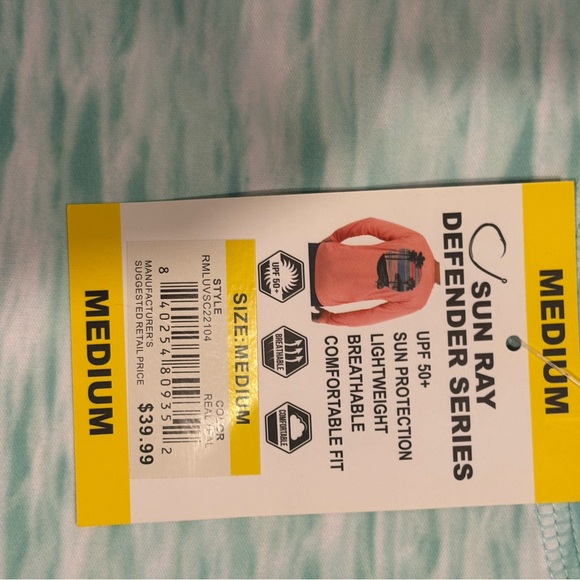 MEDIUM
SUN RAY
DEFENDER SERIES
UPF 50+
SUN PROTECTION
LIGHTWEIGHT
BREATHABLE
COMFORTABLE FIT
UPF 50+
BREATHABLE
COMFORTABLE
SIZE:MEDIUM
STYLE COLOR
RMLUVSC22104
8 40254 18093 5 2
MANUFACTURER'S
SUGGESTED RETAIL PRICE $39.99
MEDIUM